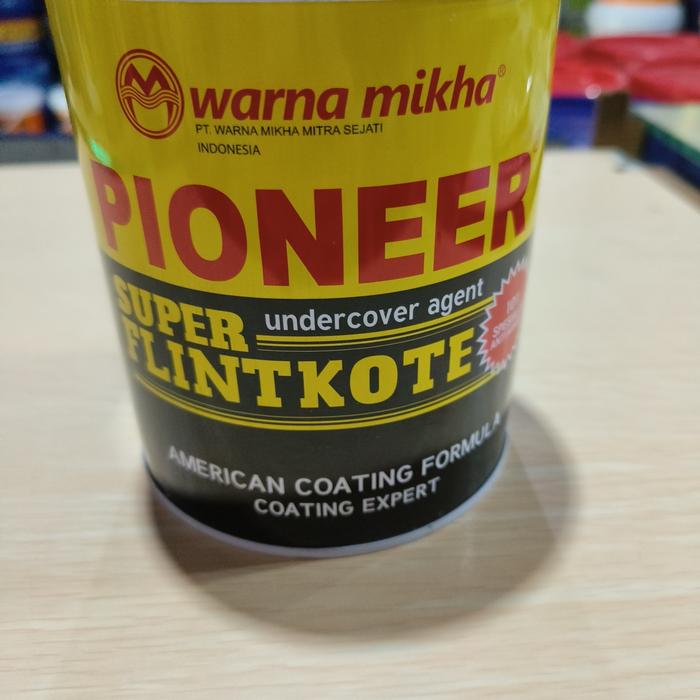 warna mikha®
PT. WARNA MIKHA MITRA SEJATI
INDONESIA
PIONEER
undercover agent
SUPER
FLINTKOTE
AMERICAN COATING FORMULA
COATING EXPERT